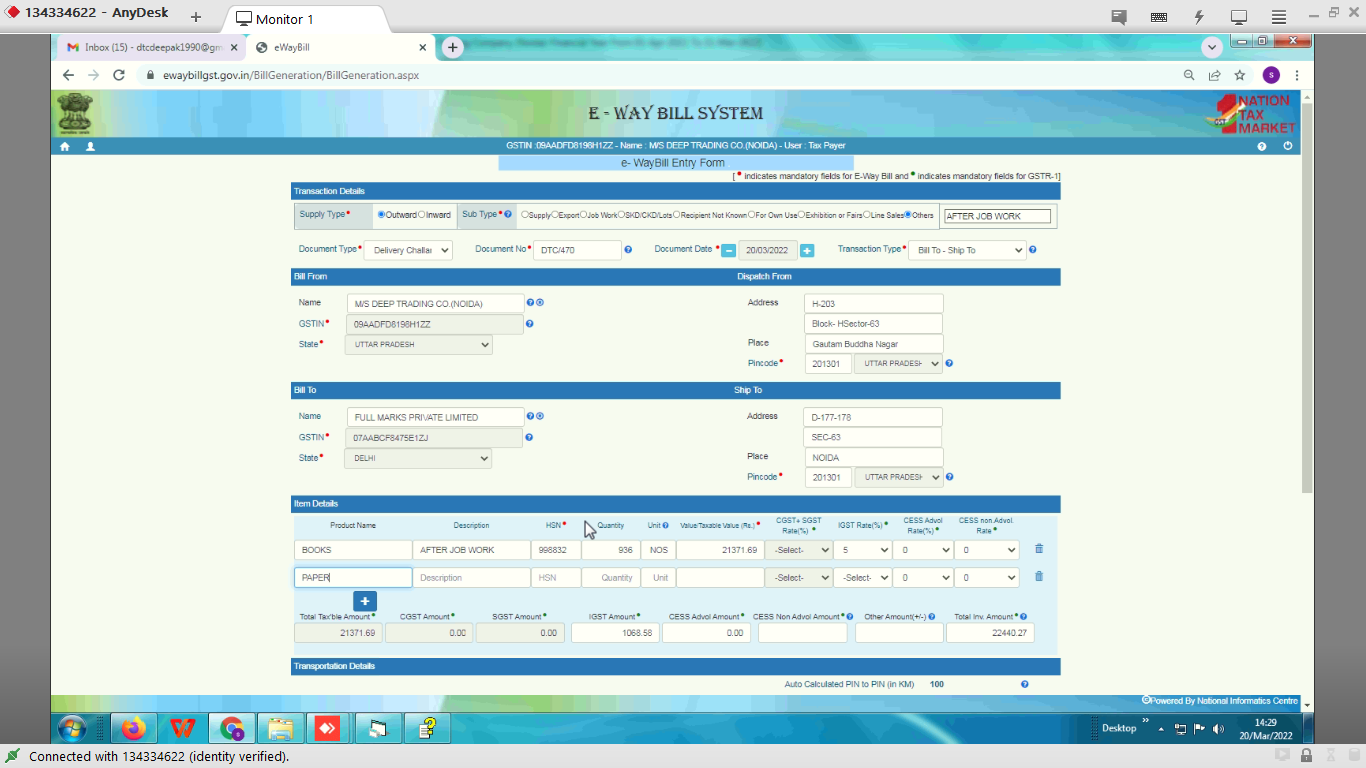 134334622 - AnyDesk
Monitor 1
Inbox (15) - dtcdeepak1990@gm
eWayBill
ewaybillgst.gov.in/BillGeneration/BillGeneration.aspx
E - WAY BILL SYSTEM
NATION
TAX
MARKET
GST
GSTIN :09AADFD8198H1ZZ - Name : M/S DEEP TRADING CO.(NOIDA) - User : Tax Payer
e- WayBill Entry Form
[ * indicates mandatory fields for E-Way Bill and * indicates mandatory fields for GSTR-1]
Transaction Details
Supply Type* Outward Inward Sub Type* Supply Export Job Work SKD/CKD/Lots Recipient Not Known For Own Use Exhibition or Fairs Line Sales Others AFTER JOB WORK
Document Type* Delivery Challan Document No* DTC/470 Document Date * 20/03/2022 Transaction Type* Bill To - Ship To
Bill From Dispatch From
Name M/S DEEP TRADING CO.(NOIDA) Address H-203
GSTIN* 09AADFD8198H1ZZ Block- HSector-63
State* UTTAR PRADESH Place Gautam Buddha Nagar
Pincode* 201301 UTTAR PRADESH
Bill To Ship To
Name FULL MARKS PRIVATE LIMITED Address D-177-178
GSTIN* 07AABCF8475E1ZJ SEC-63
State* DELHI Place NOIDA
Pincode* 201301 UTTAR PRADESH
Item Details
Product Name Description HSN* Quantity Unit Value/Taxable Value (Rs.)* CGST+ SGST Rate(%)* IGST Rate(%)* CESS Advol Rate(%)* CESS non Advol. Rate*
BOOKS AFTER JOB WORK 998832 936 NOS 21371.69 -Select- 5 0 0
PAPER Description HSN Quantity Unit -Select- -Select- 0 0
+
Total Tax'ble Amount* CGST Amount* SGST Amount* IGST Amount* CESS Advol Amount* CESS Non Advol Amount* Other Amount(+/-) Total Inv. Amount*
21371.69 0.00 0.00 1068.58 0.00 22440.27
Transportation Details
Auto Calculated PIN to PIN (in KM) 100
Powered By National Informatics Centre
Desktop
14:29
20/Mar/2022
Connected with 134334622 (identity verified).